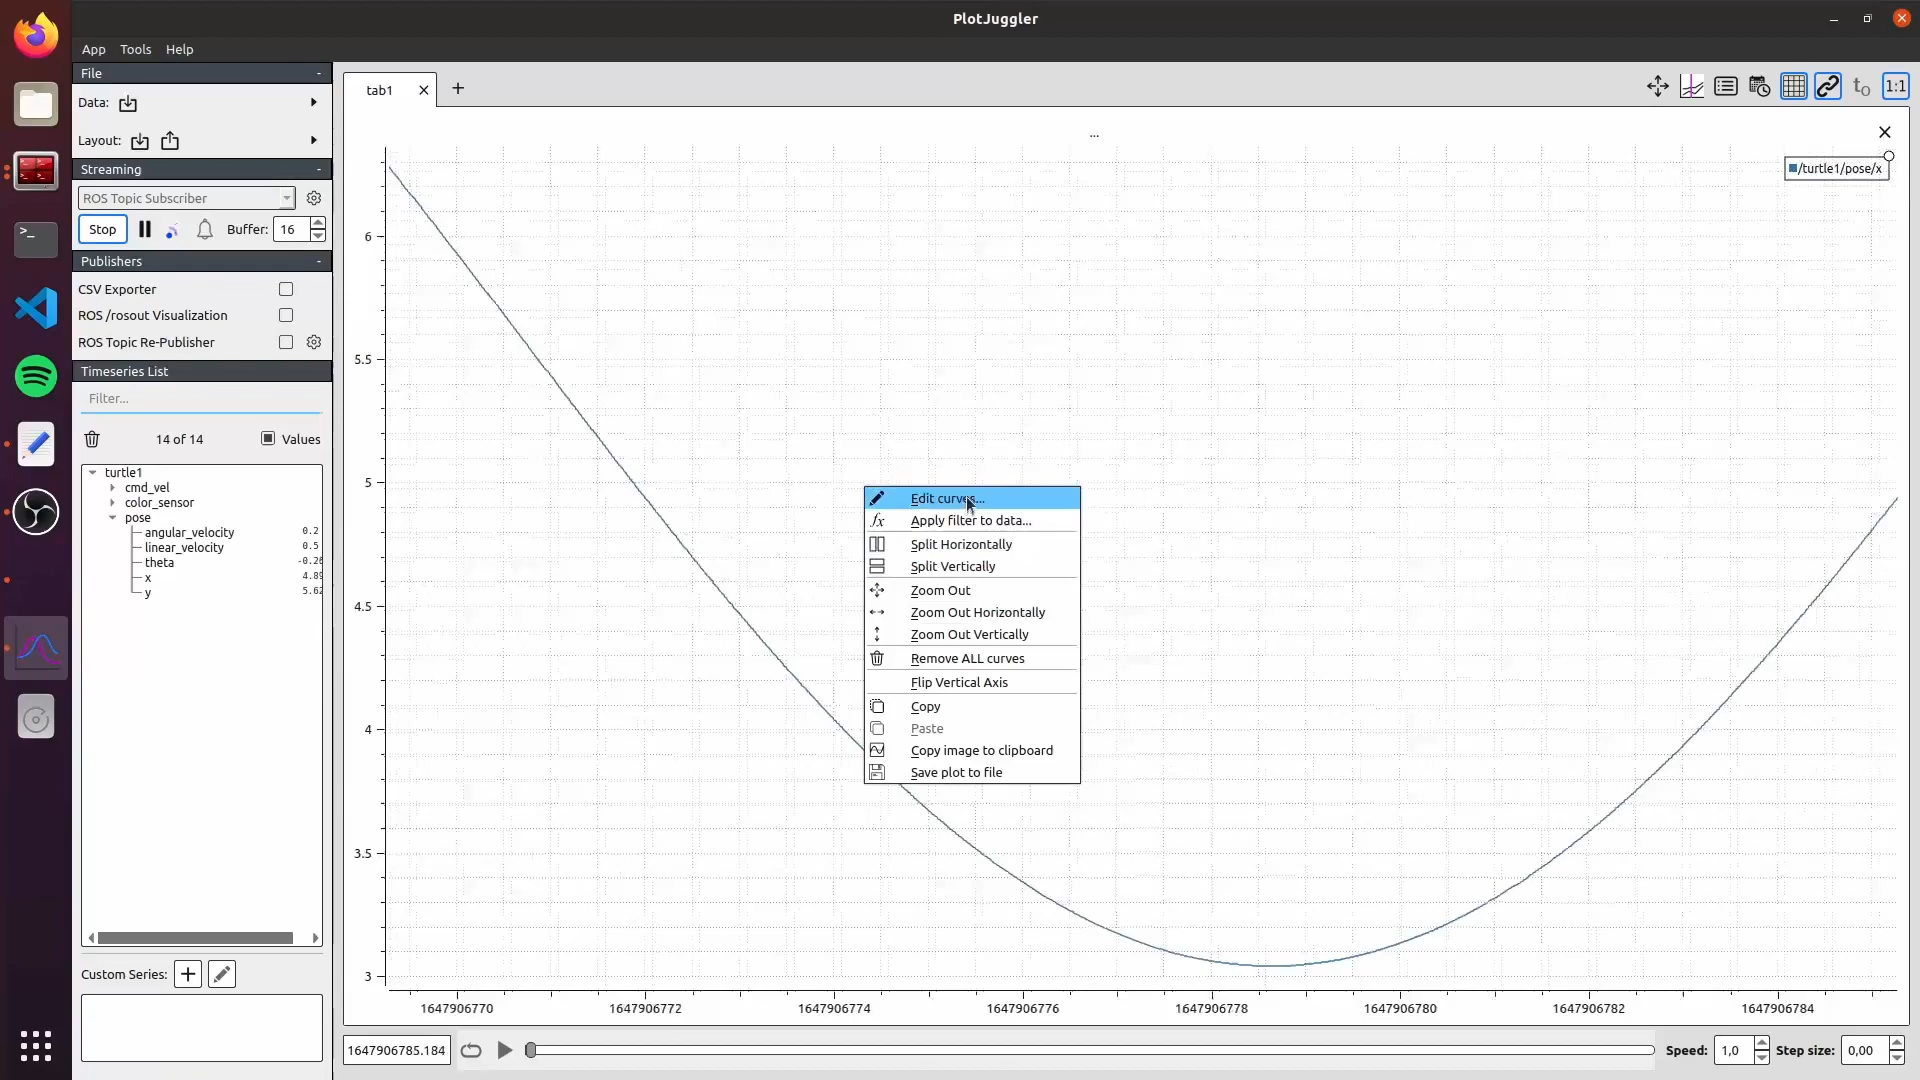 PlotJuggler
App Tools Help
File -
Data:
Layout:
Streaming -
ROS Topic Subscriber
Stop Buffer: 16
Publishers -
CSV Exporter
ROS /rosout Visualization
ROS Topic Re-Publisher
Timeseries List
Filter...
14 of 14 Values
turtle1
cmd_vel
color_sensor
pose
angular_velocity 0.2
linear_velocity 0.5
theta
x
y 5.62
Custom Series:
tab1
1:1
...
/turtle1/pose/x
6
5.5
5
4.5
4
3.5
3
1647906770 1647906772 1647906774 1647906776 1647906778 1647906780 1647906782 1647906784
Edit curves...
Apply filter to data...
Split Horizontally
Split Vertically
Zoom Out
Zoom Out Horizontally
Zoom Out Vertically
Remove ALL curves
Flip Vertical Axis
Copy
Paste
Copy image to clipboard
Save plot to file
1647906785.184 Speed: 1,0 Step size: 0,00